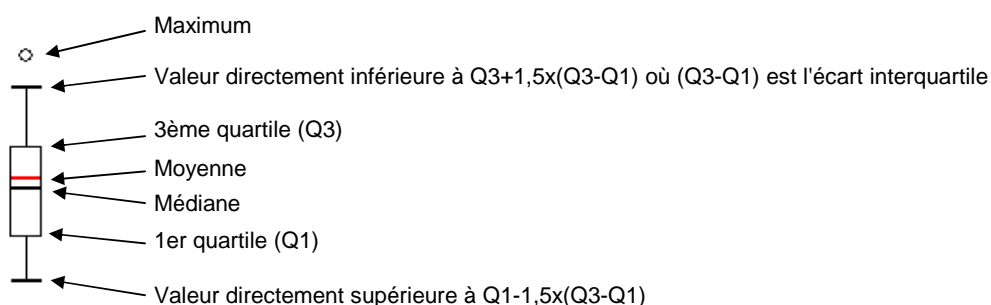 Maximum
Valeur directement inférieure à Q3+1,5x(Q3-Q1) où (Q3-Q1) est l'écart interquartile
3ème quartile (Q3)
Moyenne
Médiane
1er quartile (Q1)
Valeur directement supérieure à Q1-1,5x(Q3-Q1)